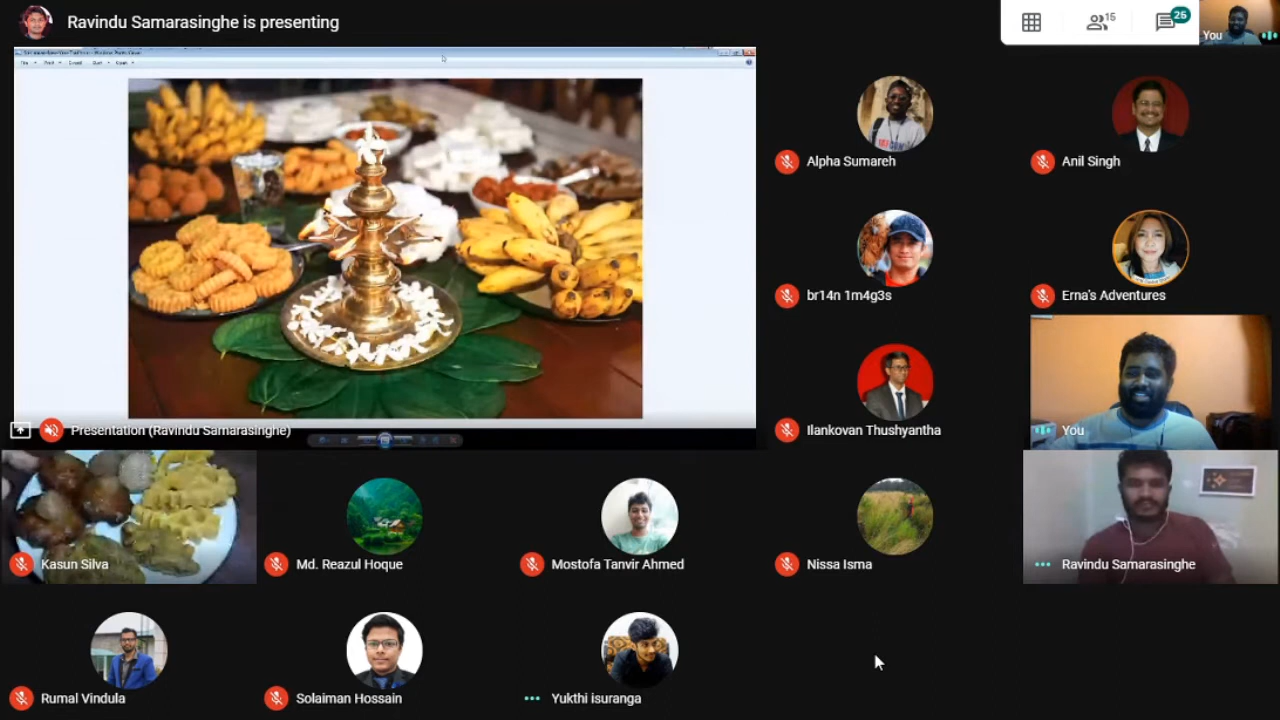 Ravindu Samarasinghe is presenting
15
25
You
Alpha Sumareh
Anil Singh
br14n 1m4g3s
Erna's Adventures
Presentation (Ravindu Samarasinghe)
Ilankovan Thushyantha
You
Kasun Silva
Md. Reazul Hoque
Mostofa Tanvir Ahmed
Nissa Isma
Ravindu Samarasinghe
Rumal Vindula
Solaiman Hossain
Yukthi isuranga